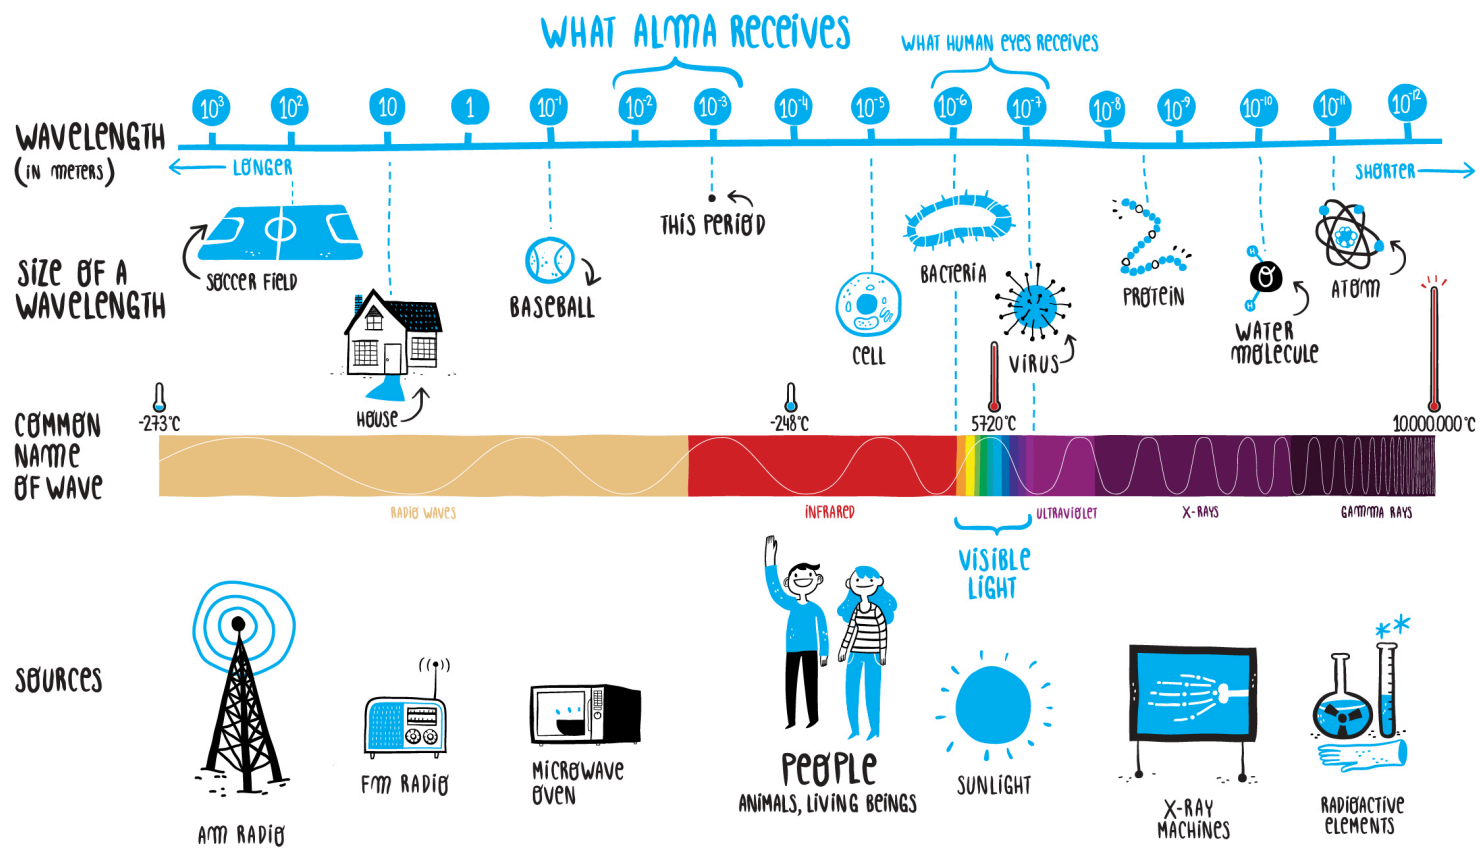 WHAT ALMA RECEIVES
WHAT HUMAN EYES RECEIVES
10³ 10² 10 1 10⁻¹ 10⁻² 10⁻³ 10⁻⁴ 10⁻⁵ 10⁻⁶ 10⁻⁷ 10⁻⁸ 10⁻⁹ 10⁻¹⁰ 10⁻¹¹ 10⁻¹²
WAVELENGTH
(IN METERS)
LONGER
SHORTER
SIZE OF A
WAVELENGTH
SOCCER FIELD
HOUSE
BASEBALL
THIS PERIOD
CELL
BACTERIA
VIRUS
PROTEIN
H
O
H
WATER
MOLECULE
ATOM
-273°C
-248°C
5720°C
10.000.000°C
COMMON
NAME
OF WAVE
RADIO WAVES
INFRARED
ULTRAVIOLET
X-RAYS
GAMMA RAYS
VISIBLE
LIGHT
SOURCES
AM RADIO
FM RADIO
MICROWAVE
OVEN
PEOPLE
ANIMALS, LIVING BEINGS
SUNLIGHT
X-RAY
MACHINES
RADIOACTIVE
ELEMENTS